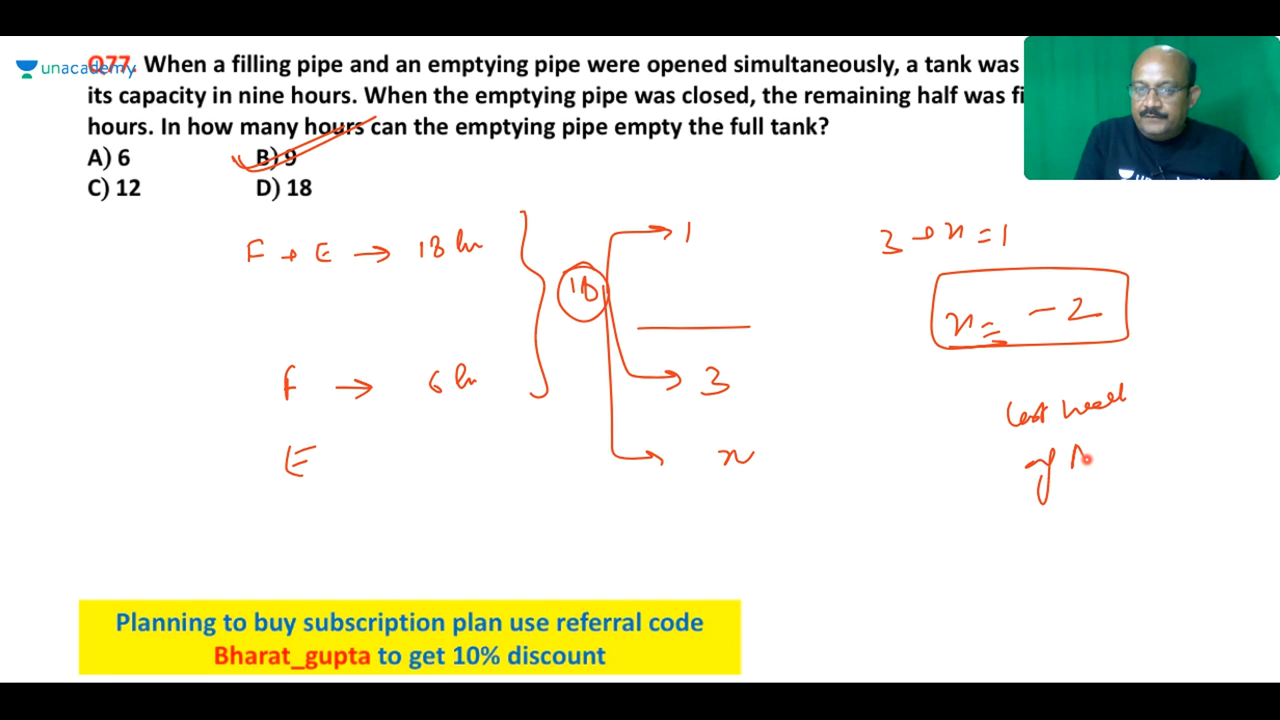 unacademy
Q77. When a filling pipe and an emptying pipe were opened simultaneously, a tank was
its capacity in nine hours. When the emptying pipe was closed, the remaining half was fi
hours. In how many hours can the emptying pipe empty the full tank?
A) 6 B) 9
C) 12 D) 18
F + E → 18 hr
18
1
3 + x = 1
x = -2
F → 6 hr
3
E
x
of
Planning to buy subscription plan use referral code
Bharat_gupta to get 10% discount